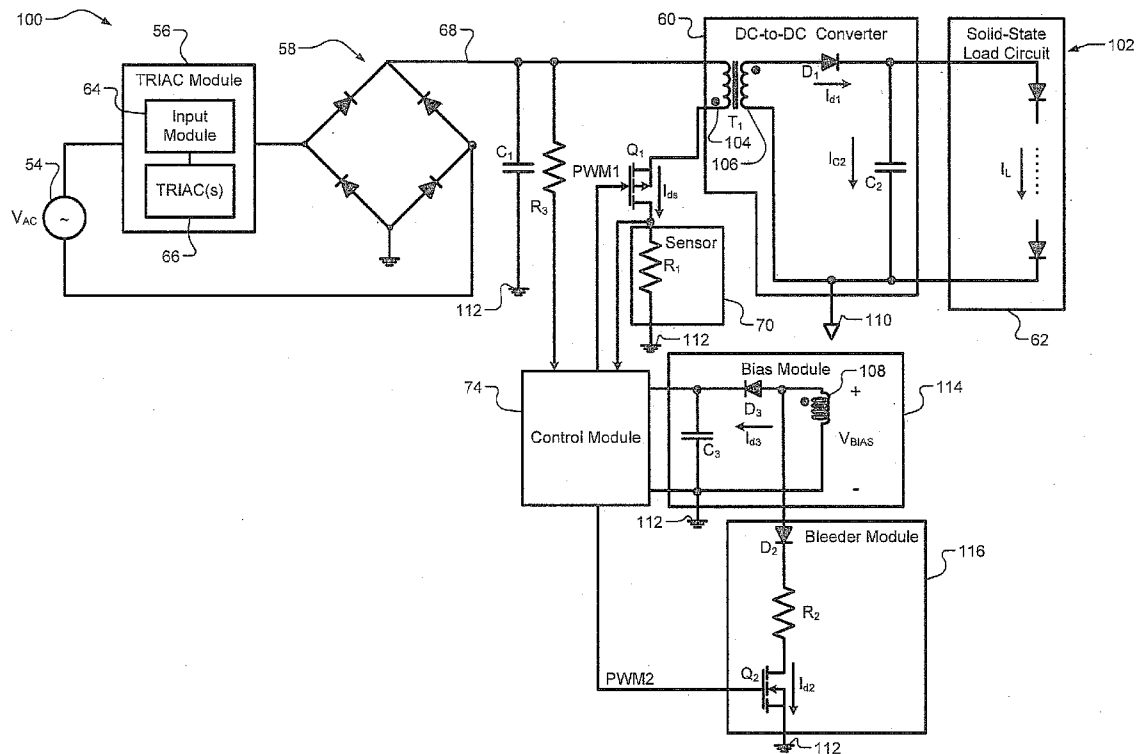 100
56
TRIAC Module
64
Input Module
TRIAC(s)
66
54
~
VAC
58
68
C1
R3
112
PWM1
Q1
Ids
Sensor
R1
70
112
60
DC-to-DC Converter
T1
104
106
D1
Id1
IC2
C2
110
Solid-State Load Circuit
102
IL
62
74
Control Module
Bias Module
108
114
D3
Id3
C3
+
VBIAS
-
112
PWM2
Bleeder Module
116
D2
R2
Q2
Id2
112